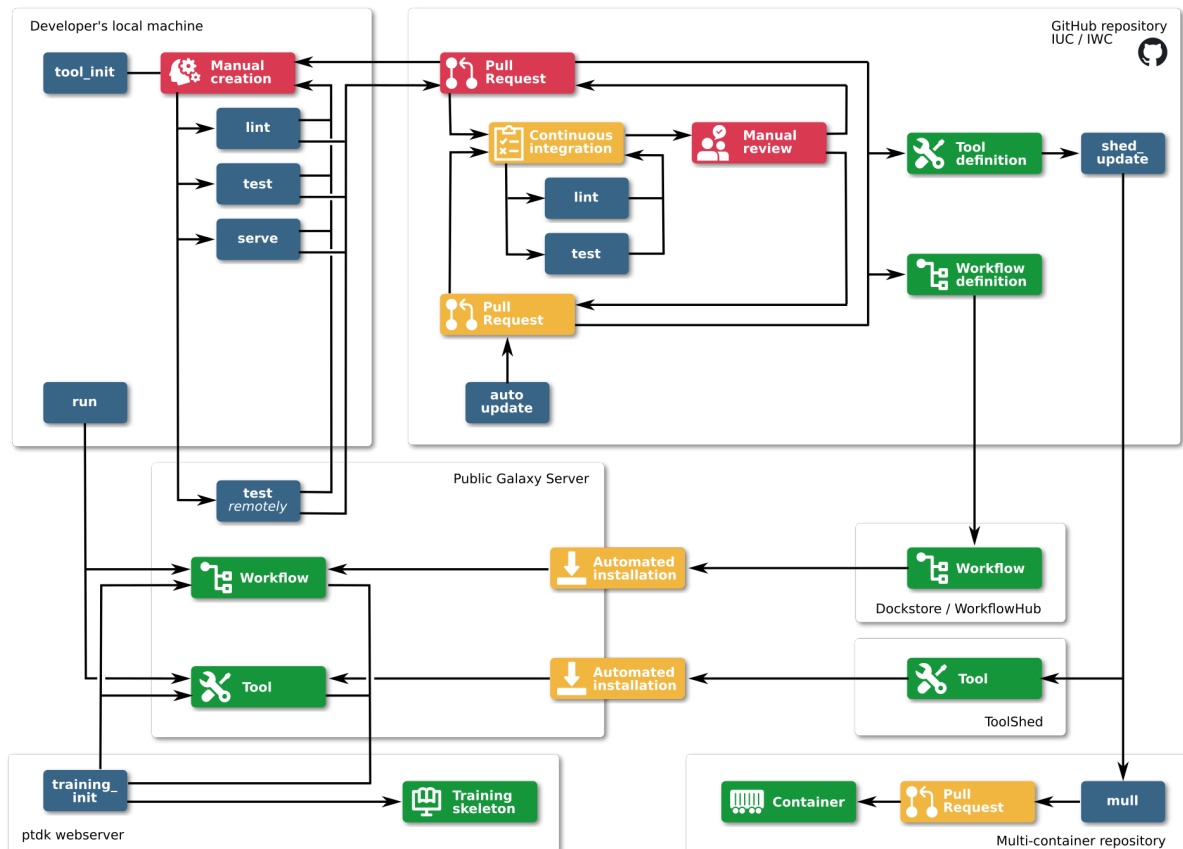 Developer's local machine
tool_init
Manual
creation
lint
test
serve
run
GitHub repository
IUC / IWC
Pull
Request
Continuous
integration
Manual
review
lint
test
Pull
Request
auto
update
Tool
definition
shed_
update
Workflow
definition
Public Galaxy Server
test
remotely
Workflow
Automated
installation
Workflow
Dockstore / WorkflowHub
Tool
Automated
installation
Tool
ToolShed
training_
init
Training
skeleton
ptdk webserver
Container
Pull
Request
mull
Multi-container repository